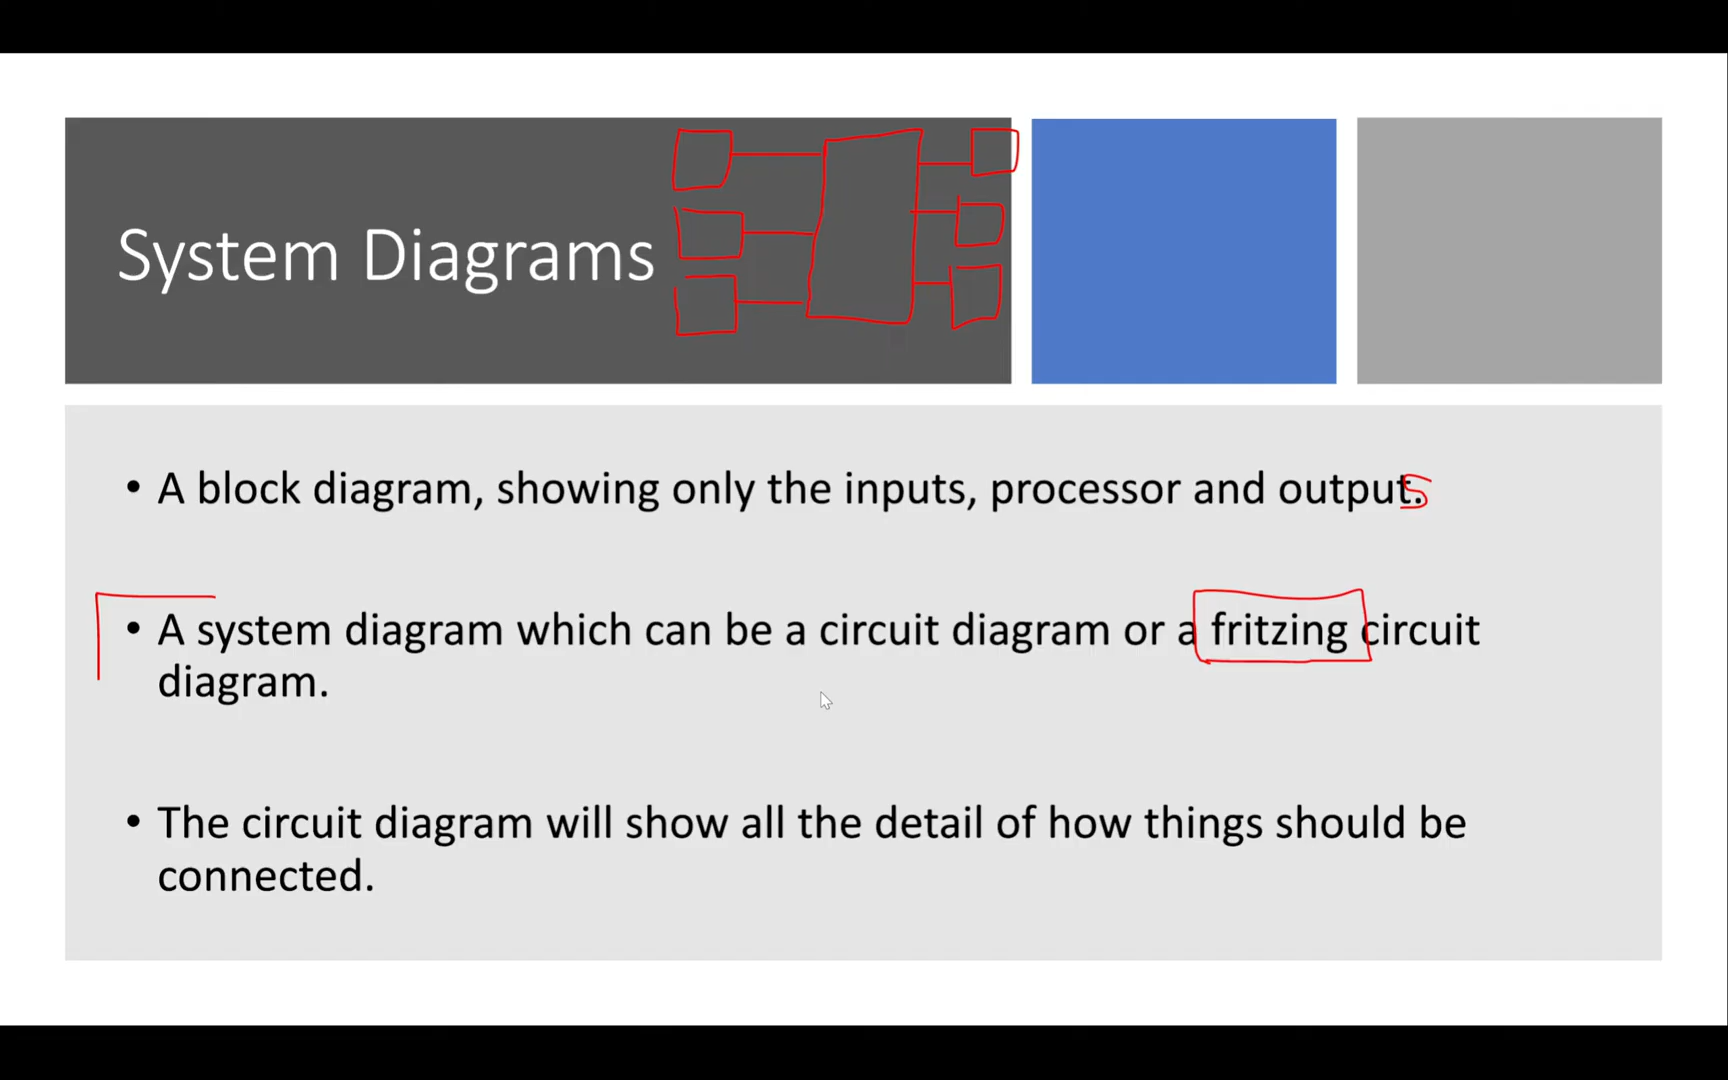 System Diagrams
• A block diagram, showing only the inputs, processor and output.s
• A system diagram which can be a circuit diagram or a fritzing circuit
diagram.
• The circuit diagram will show all the detail of how things should be
connected.